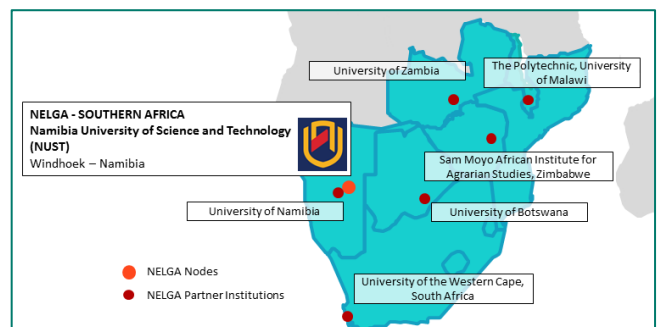 University of Zambia
The Polytechnic, University
of Malawi
NELGA - SOUTHERN AFRICA
Namibia University of Science and Technology
(NUST)
Windhoek – Namibia
Sam Moyo African Institute for
Agrarian Studies, Zimbabwe
University of Namibia
University of Botswana
NELGA Nodes
NELGA Partner Institutions
University of the Western Cape,
South Africa